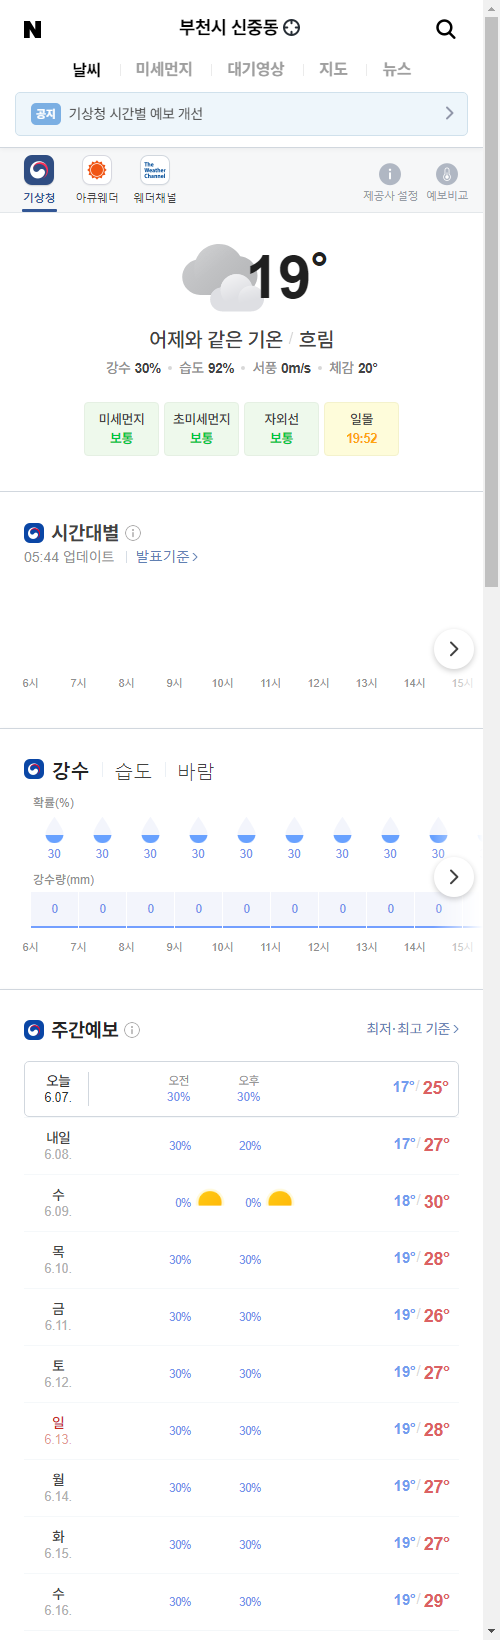 N 부천시 신중동
날씨 미세먼지 대기영상 지도 뉴스
공지 기상청 시간별 예보 개선
The Weather Channel
기상청 아큐웨더 웨더채널 제공사 설정 예보비교
19°
어제와 같은 기온 / 흐림
강수 30% • 습도 92% • 서풍 0m/s • 체감 20°
미세먼지 초미세먼지 자외선 일몰
보통 보통 보통 19:52
시간대별
05:44 업데이트 발표기준 >
6시 7시 8시 9시 10시 11시 12시 13시 14시 15시
강수 습도 바람
확률(%)
30 30 30 30 30 30 30 30 30
강수량(mm)
0 0 0 0 0 0 0 0 0
6시 7시 8시 9시 10시 11시 12시 13시 14시 15시
주간예보 최저·최고 기준 >
오늘 오전 오후
6.07. 30% 30% 17°/ 25°
내일
6.08. 30% 20% 17°/ 27°
수
6.09. 0% 0% 18°/ 30°
목
6.10. 30% 30% 19°/ 28°
금
6.11. 30% 30% 19°/ 26°
토
6.12. 30% 30% 19°/ 27°
일
6.13. 30% 30% 19°/ 28°
월
6.14. 30% 30% 19°/ 27°
화
6.15. 30% 30% 19°/ 27°
수
6.16. 30% 30% 19°/ 29°